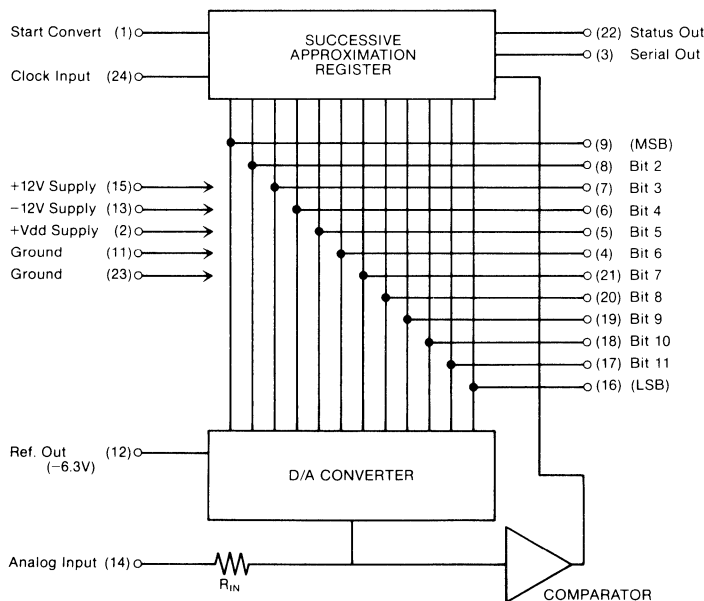 Start Convert (1)
Clock Input (24)
SUCCESSIVE
APPROXIMATION
REGISTER
(22) Status Out
(3) Serial Out
(9) (MSB)
(8) Bit 2
(7) Bit 3
(6) Bit 4
(5) Bit 5
(4) Bit 6
(21) Bit 7
(20) Bit 8
(19) Bit 9
(18) Bit 10
(17) Bit 11
(16) (LSB)
+12V Supply (15)
−12V Supply (13)
+Vdd Supply (2)
Ground (11)
Ground (23)
Ref. Out (12)
(−6.3V)
D/A CONVERTER
Analog Input (14)
RIN
COMPARATOR